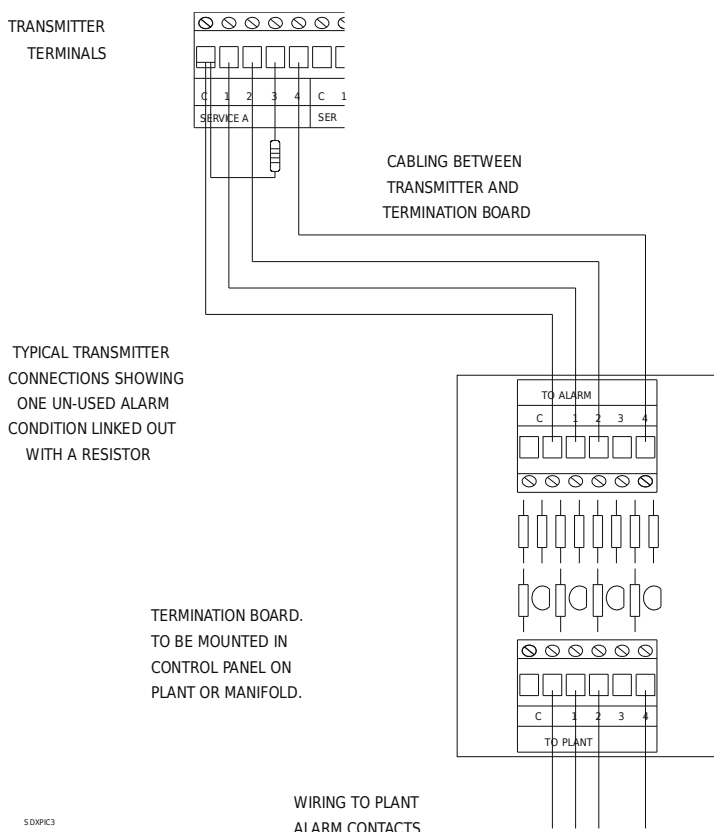 TRANSMITTER
TERMINALS
C 1 2 3 4 C 1
SERVICE A SER
CABLING BETWEEN
TRANSMITTER AND
TERMINATION BOARD
TYPICAL TRANSMITTER
CONNECTIONS SHOWING
ONE UN-USED ALARM
CONDITION LINKED OUT
WITH A RESISTOR
TO ALARM
C 1 2 3 4
TERMINATION BOARD.
TO BE MOUNTED IN
CONTROL PANEL ON
PLANT OR MANIFOLD.
C 1 2 3 4
TO PLANT
WIRING TO PLANT
ALARM CONTACTS
SDXPIC3